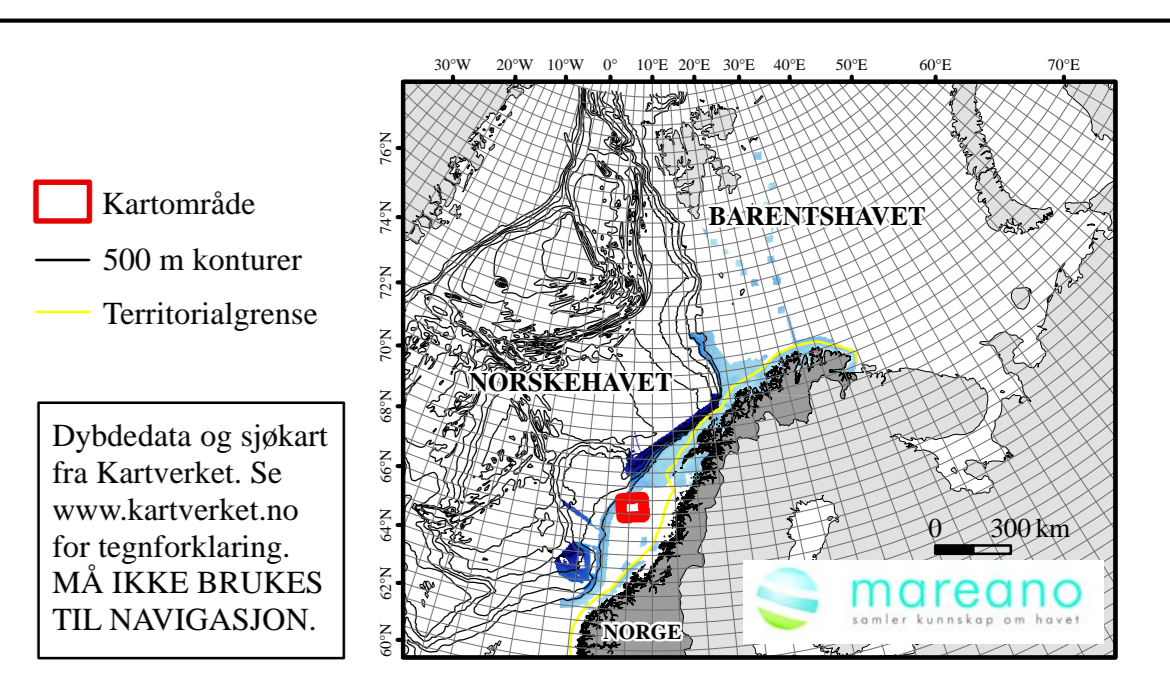 30°W 20°W 10°W 0° 10°E 20°E 30°E 40°E 50°E 60°E 70°E
76°N
74°N
72°N
70°N
68°N
66°N
64°N
62°N
60°N
Kartområde
500 m konturer
Territorialgrense
Dybdedata og sjøkart
fra Kartverket. Se
www.kartverket.no
for tegnforklaring.
MÅ IKKE BRUKES
TIL NAVIGASJON.
BARENTSHAVET
NORSKEHAVET
NORGE
0 300 km
mareano
samler kunnskap om havet